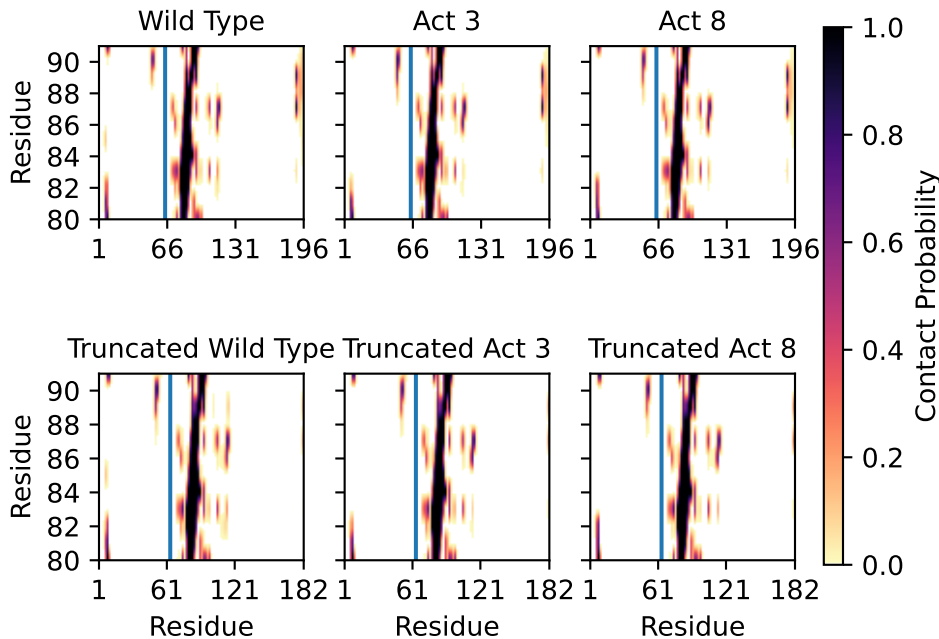 Wild Type Act 3 Act 8
Residue
90
88
86
84
82
80
1 66 131 196 1 66 131 196 1 66 131 196
Truncated Wild Type Truncated Act 3 Truncated Act 8
Residue
90
88
86
84
82
80
1 61 121 182 1 61 121 182 1 61 121 182
Residue Residue Residue
1.0
0.8
0.6
0.4
0.2
0.0
Contact Probability